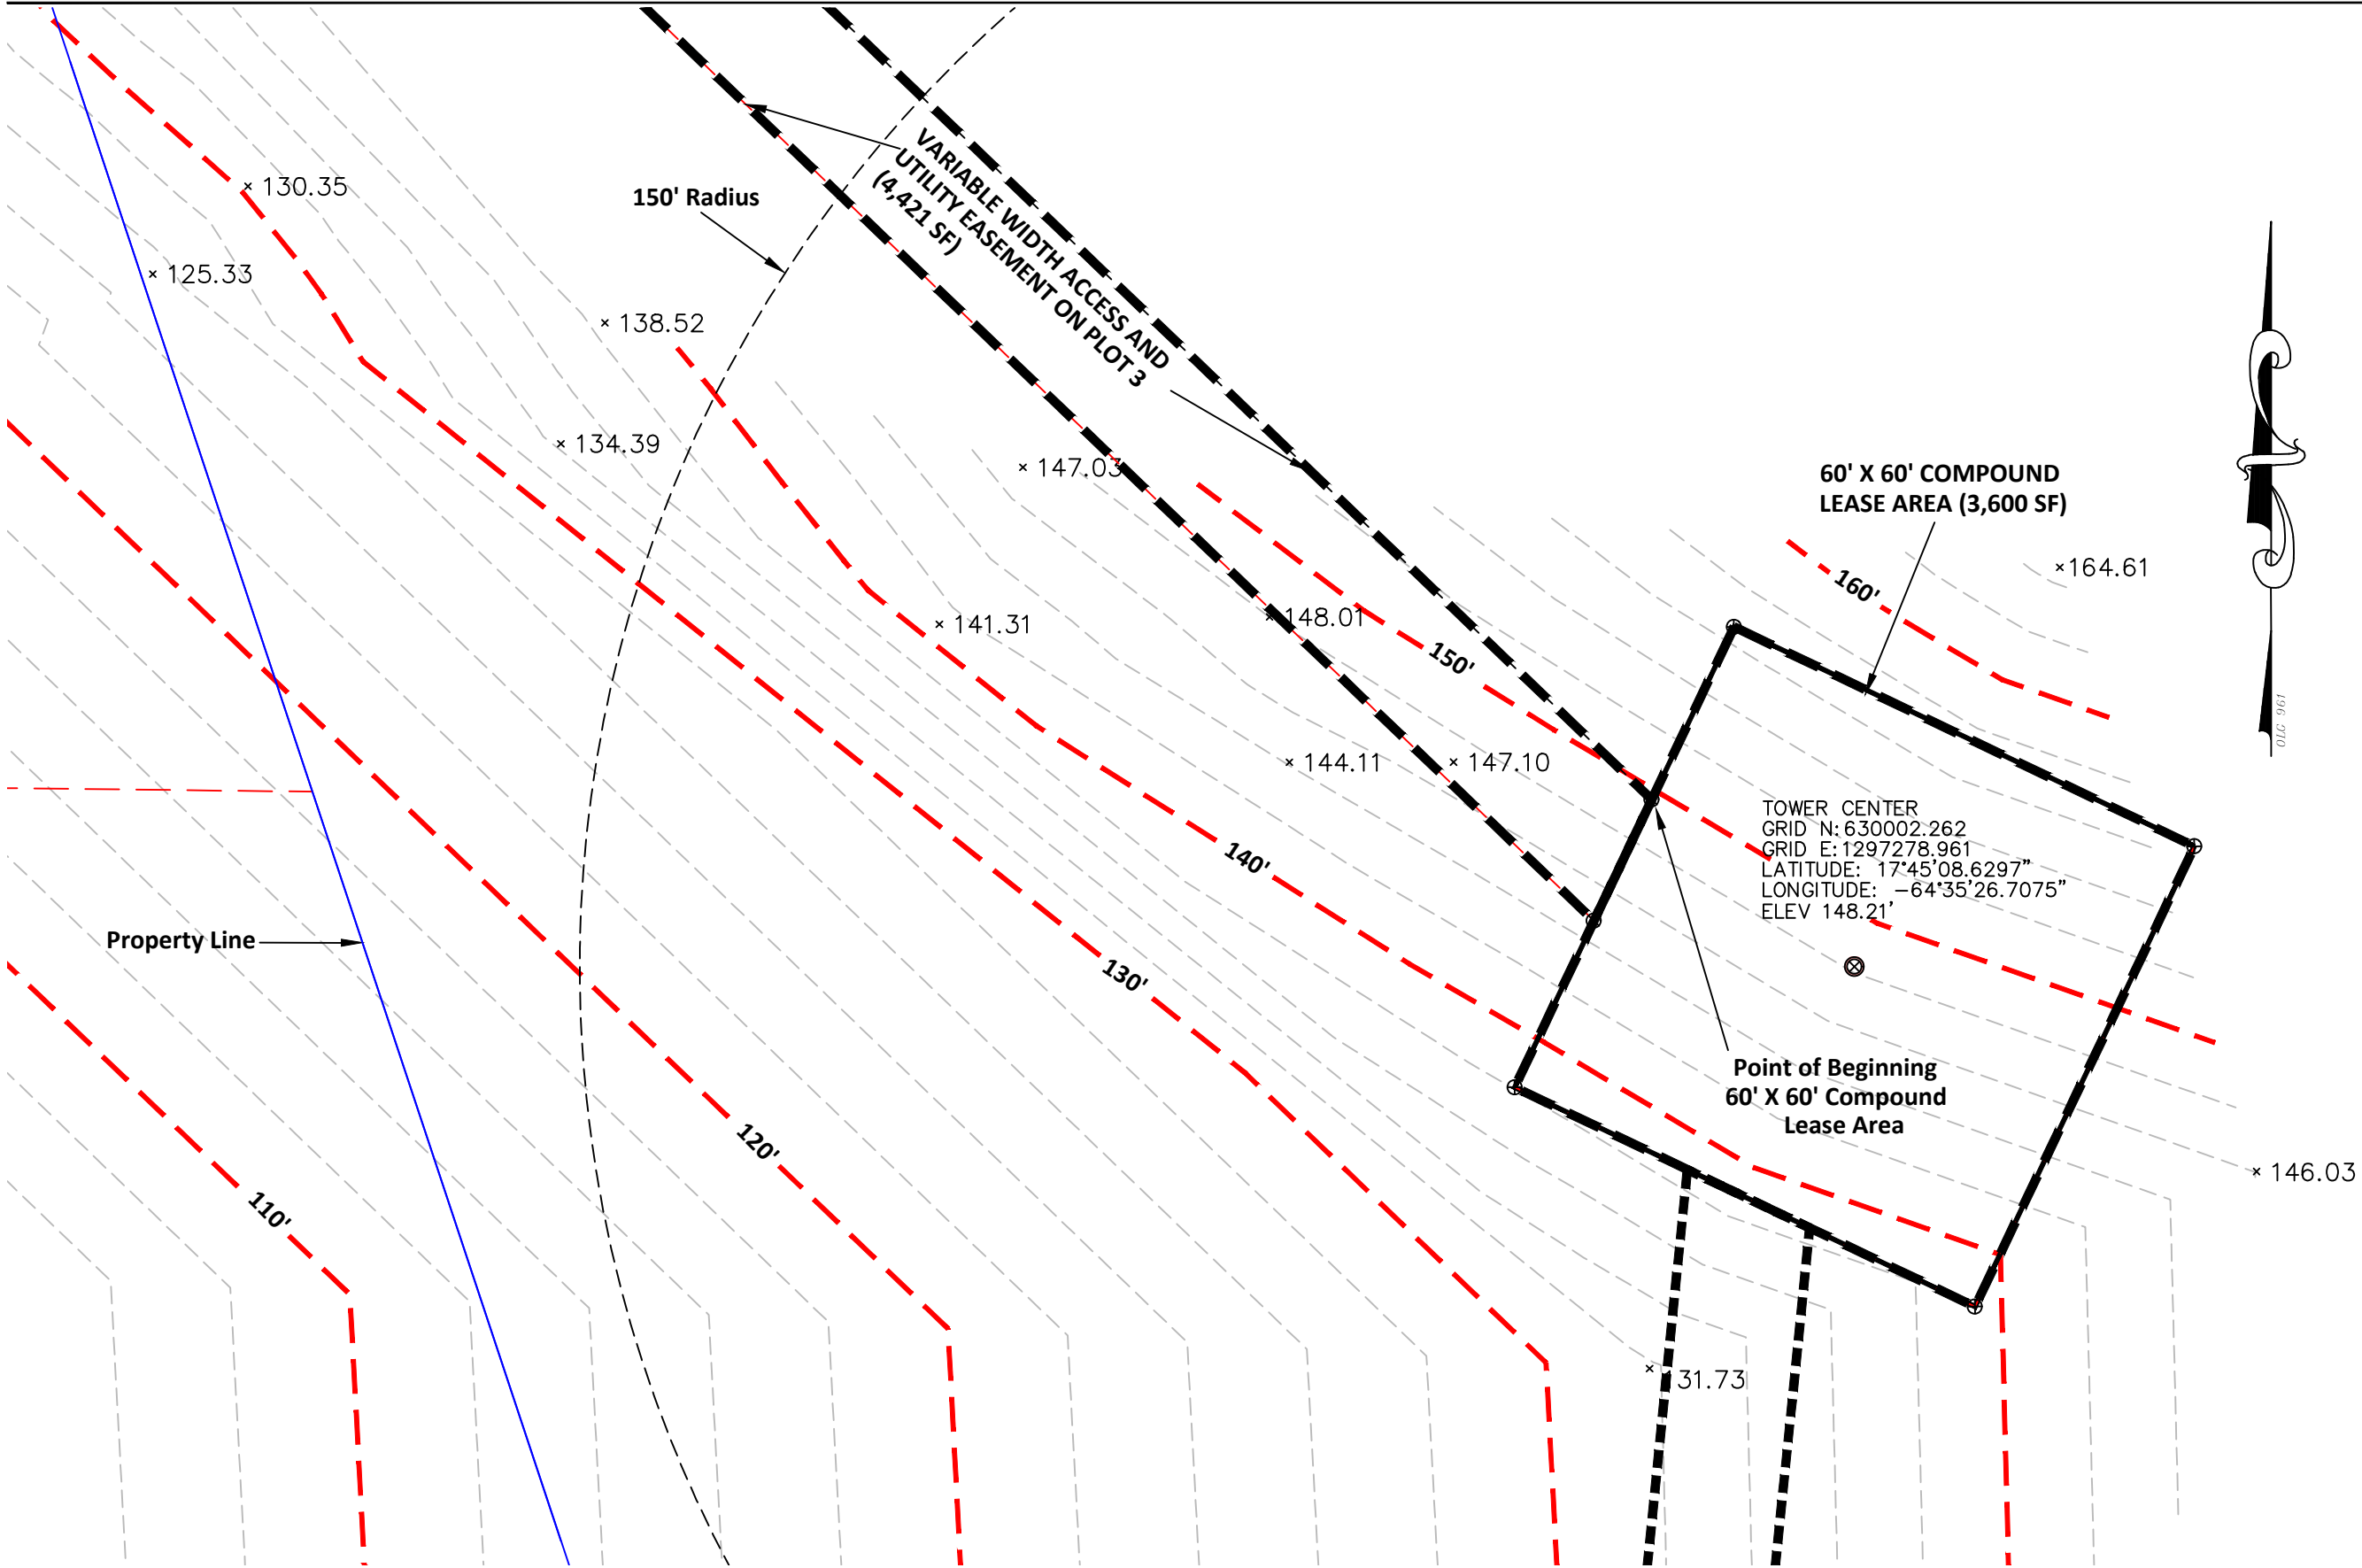 130.35
150' Radius
125.33
VARIABLE WIDTH ACCESS AND
UTILITY EASEMENT ON PLOT 3
(4,421 SF)
138.52
134.39
147.03
60' X 60' COMPOUND
LEASE AREA (3,600 SF)
160'
164.61
141.31
148.01
150'
144.11
147.10
TOWER CENTER
GRID N:630002.262
GRID E:1297278.961
LATITUDE: 17°45'08.6297"
LONGITUDE: −64°35'26.7075"
ELEV 148.21'
140'
Property Line
130'
Point of Beginning
60' X 60' Compound
Lease Area
120'
146.03
110'
31.73